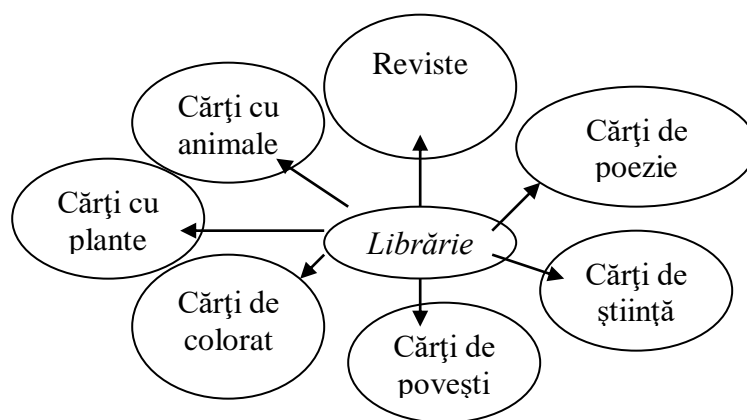 Reviste
Cărţi cu
animale
Cărţi de
poezie
Cărţi cu
plante
Librărie
Cărţi de
ştiinţă
Cărţi de
colorat
Cărţi de
poveşti